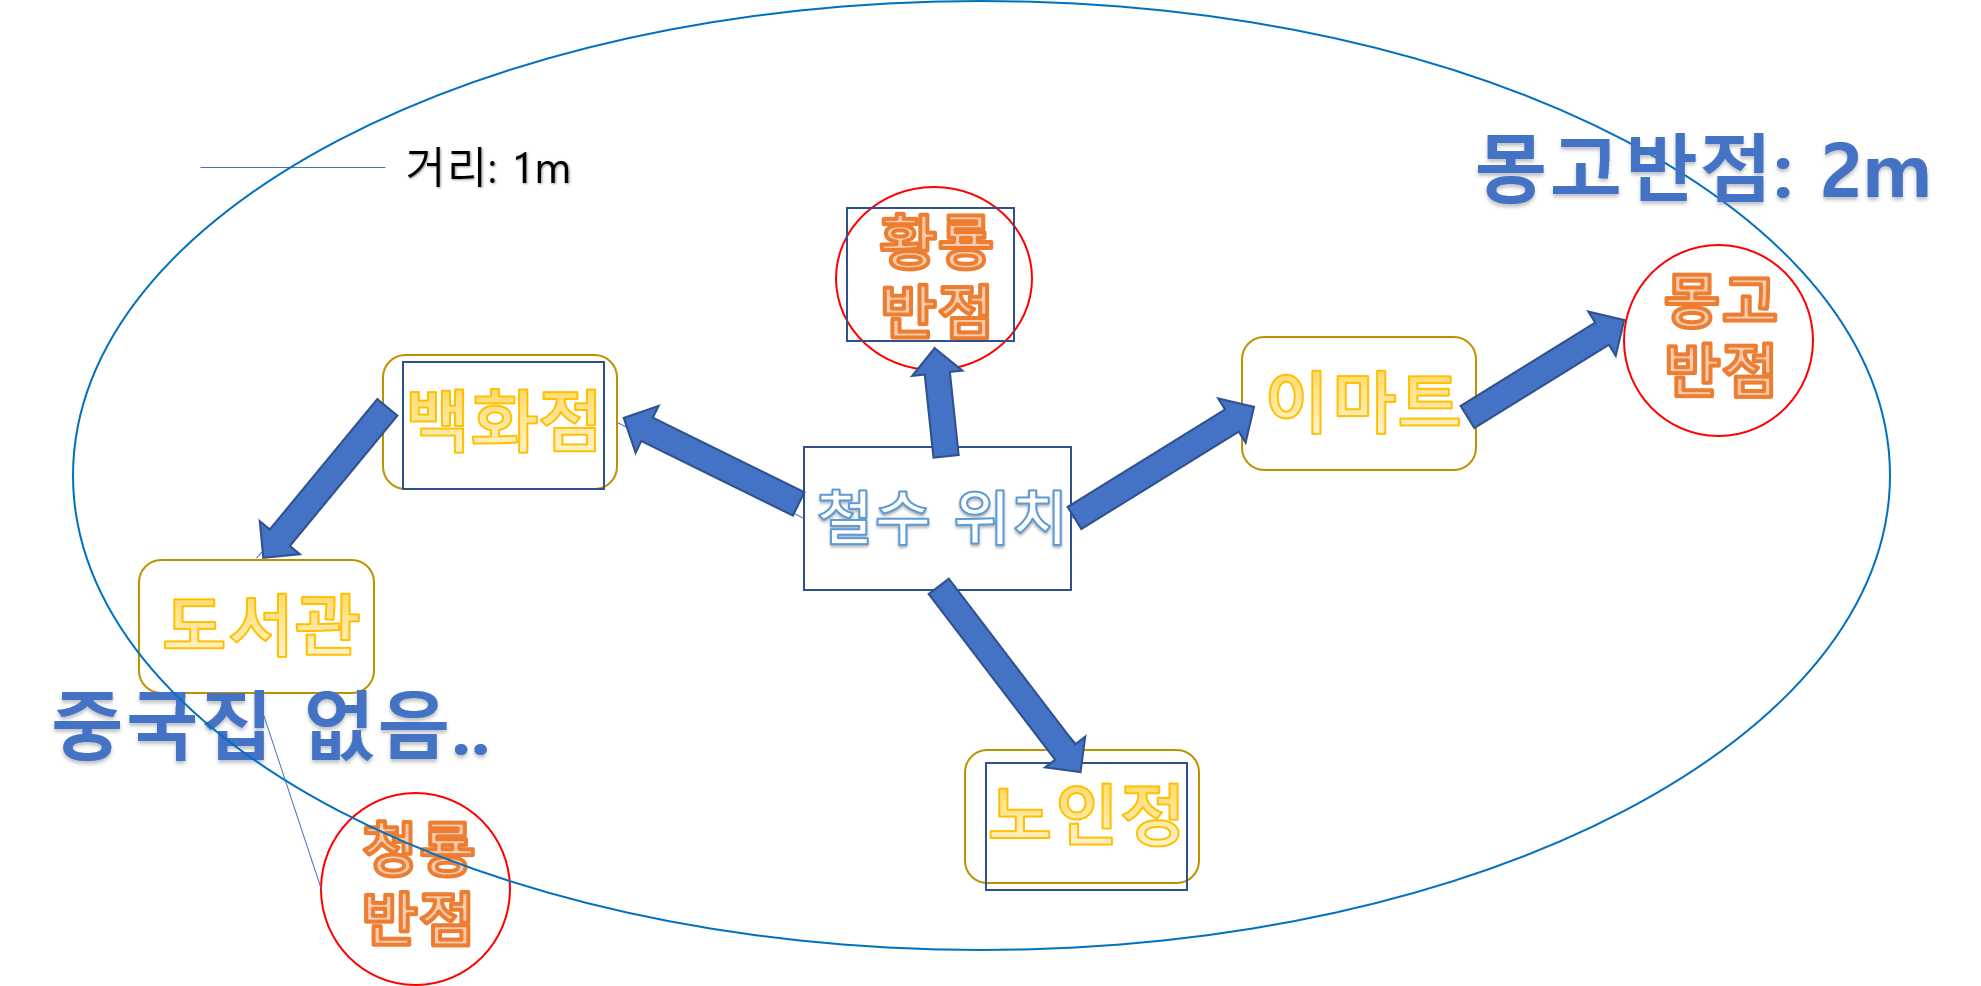 거리: 1m
몽고반점: 2m
황룡
반점
몽고
반점
백화점
이마트
철수 위치
도서관
중국집 없음..
노인정
청룡
반점